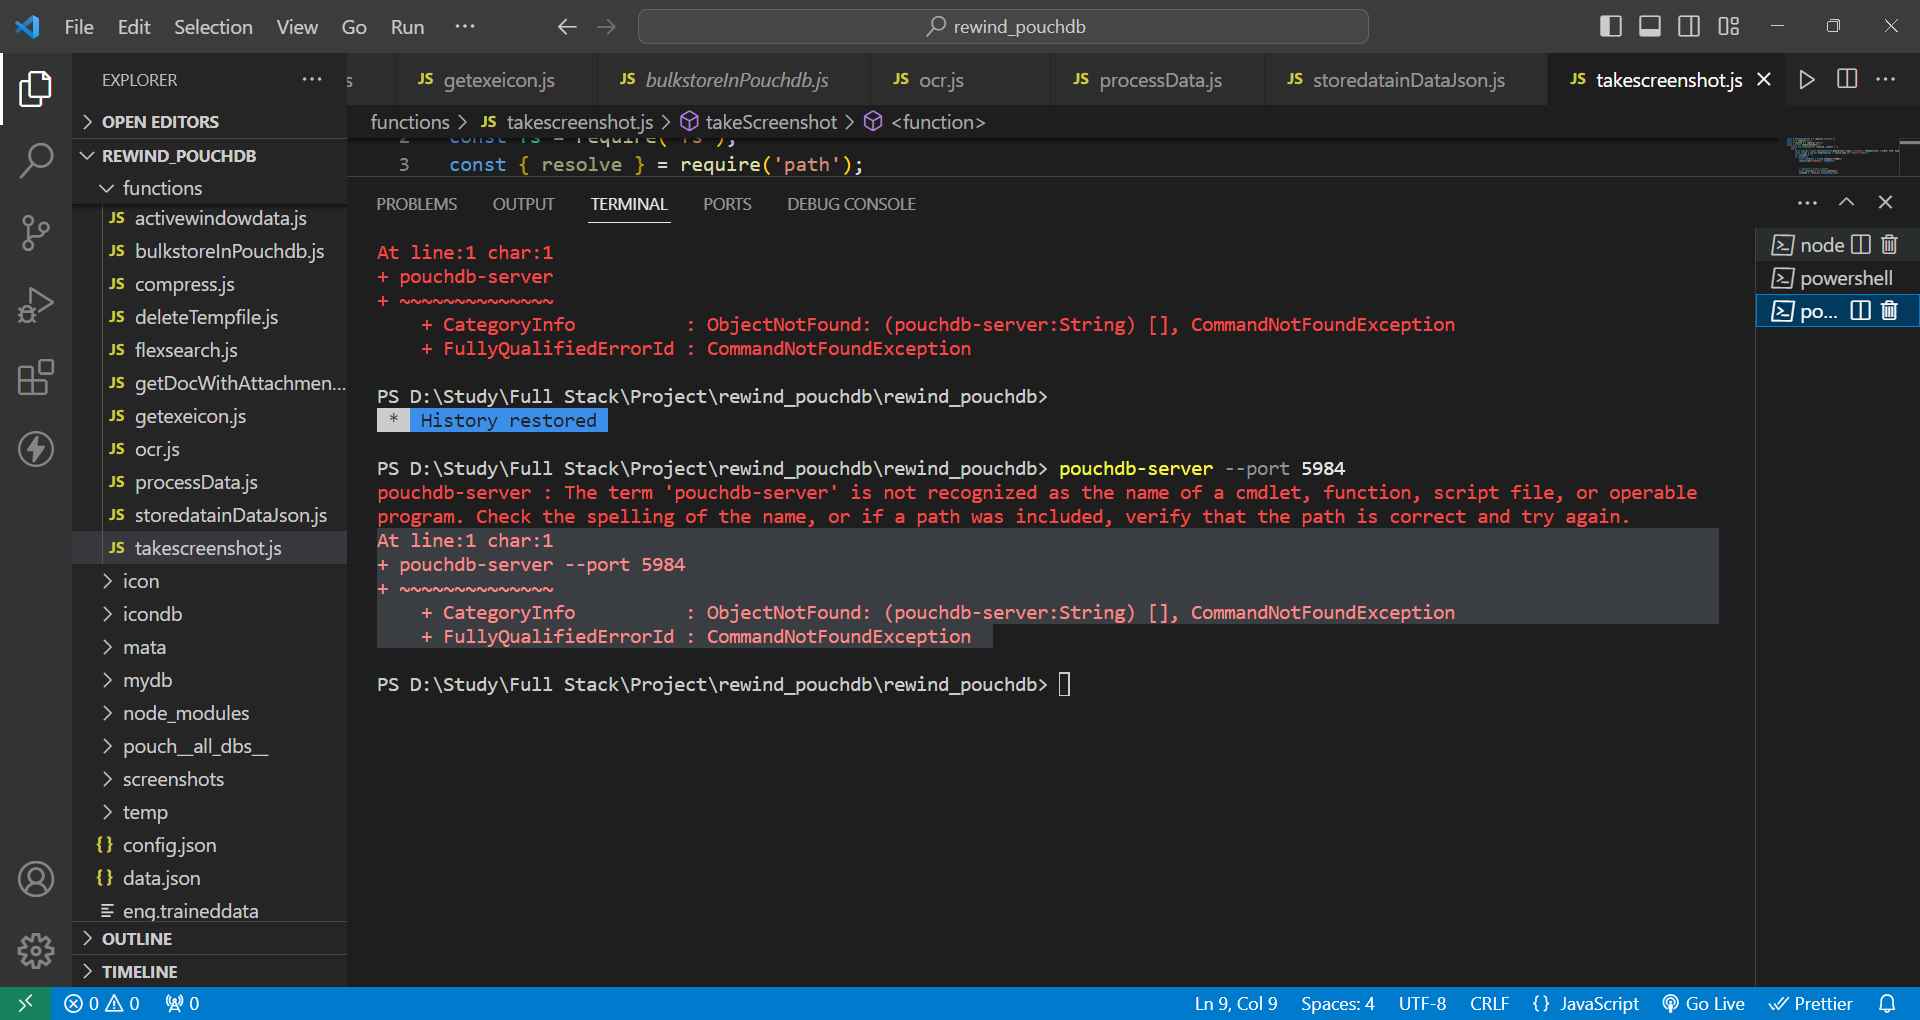 File Edit Selection View Go Run ···
rewind_pouchdb
EXPLORER ···
s
JS getexeicon.js
JS bulkstoreInPouchdb.js
JS ocr.js
JS processData.js
JS storedatainDataJson.js
JS takescreenshot.js
OPEN EDITORS
functions > JS takescreenshot.js > takeScreenshot > <function>
2 const fs = require('fs');
3 const { resolve } = require('path');
REWIND_POUCHDB
functions
JS activewindowdata.js
JS bulkstoreInPouchdb.js
JS compress.js
JS deleteTempfile.js
JS flexsearch.js
JS getDocWithAttachmen...
JS getexeicon.js
JS ocr.js
JS processData.js
JS storedatainDataJson.js
JS takescreenshot.js
icon
icondb
mata
mydb
node_modules
pouch__all_dbs__
screenshots
temp
{} config.json
{} data.json
eng.traineddata
OUTLINE
TIMELINE
PROBLEMS OUTPUT TERMINAL PORTS DEBUG CONSOLE
At line:1 char:1
+ pouchdb-server
+ ~~~~~~~~~~~~~~
+ CategoryInfo : ObjectNotFound: (pouchdb-server:String) [], CommandNotFoundException
+ FullyQualifiedErrorId : CommandNotFoundException
PS D:\Study\Full Stack\Project\rewind_pouchdb\rewind_pouchdb>
* History restored
PS D:\Study\Full Stack\Project\rewind_pouchdb\rewind_pouchdb> pouchdb-server --port 5984
pouchdb-server : The term 'pouchdb-server' is not recognized as the name of a cmdlet, function, script file, or operable
program. Check the spelling of the name, or if a path was included, verify that the path is correct and try again.
At line:1 char:1
+ pouchdb-server --port 5984
+ ~~~~~~~~~~~~~~
+ CategoryInfo : ObjectNotFound: (pouchdb-server:String) [], CommandNotFoundException
+ FullyQualifiedErrorId : CommandNotFoundException
PS D:\Study\Full Stack\Project\rewind_pouchdb\rewind_pouchdb>
node
powershell
po...
0 0 0
Ln 9, Col 9 Spaces: 4 UTF-8 CRLF {} JavaScript Go Live Prettier